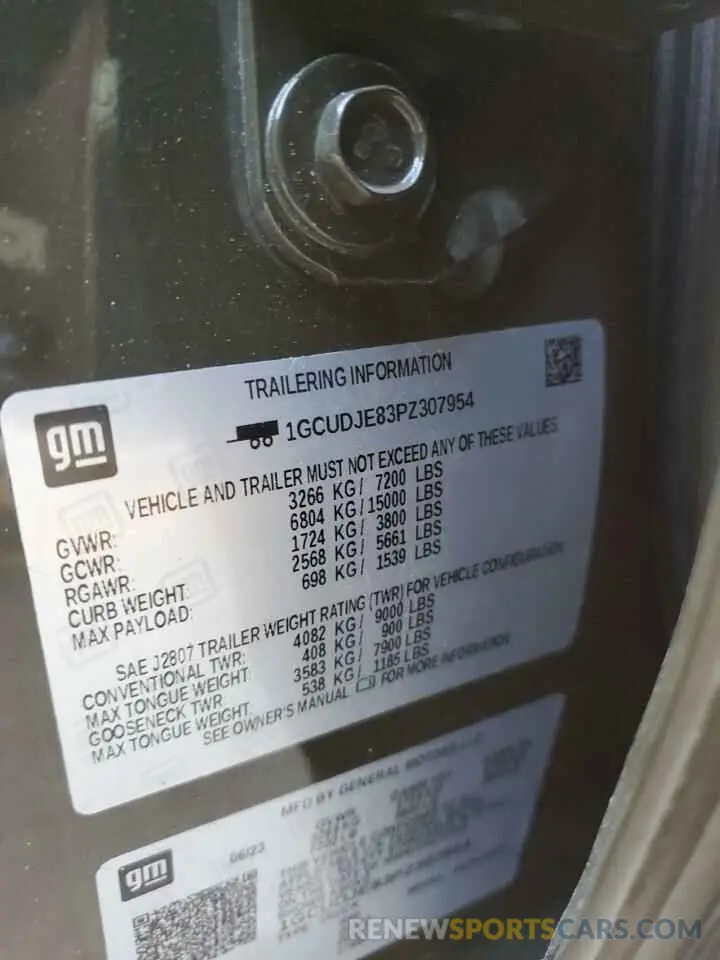 TRAILERING INFORMATION
gm
1GCUDJE83PZ307954
VEHICLE AND TRAILER MUST NOT EXCEED ANY OF THESE VALUES
GVWR: 3266 KG/ 7200 LBS
GCWR: 6804 KG/ 15000 LBS
RGAWR: 1724 KG/ 3800 LBS
CURB WEIGHT: 2568 KG/ 5661 LBS
MAX PAYLOAD: 698 KG/ 1539 LBS
SAE J2807 TRAILER WEIGHT RATING (TWR) FOR VEHICLE CONFIGURATION
CONVENTIONAL TWR: 4082 KG/ 9000 LBS
MAX TONGUE WEIGHT: 408 KG/ 900 LBS
GOOSENECK TWR: 3583 KG/ 7900 LBS
MAX TONGUE WEIGHT: 538 KG/ 1185 LBS
SEE OWNER'S MANUAL FOR MORE INFORMATION
MFD BY GENERAL MOTORS LLC
gm
06/23
RENEWSPORTSCARS.COM